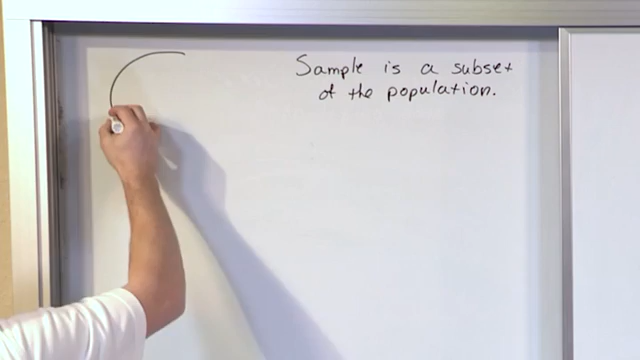 Sample is a subset
of the population.